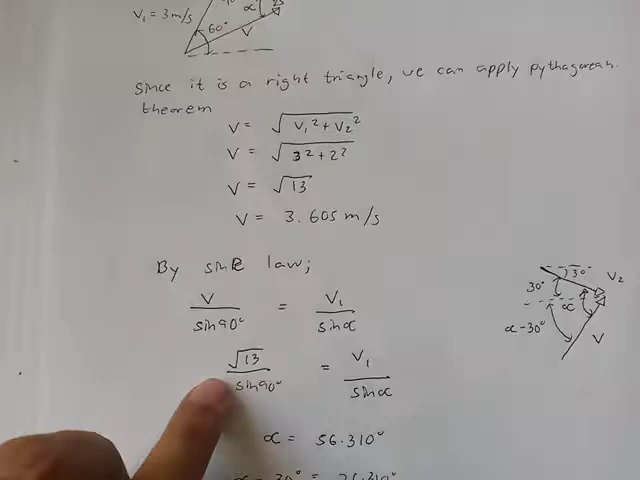 V₁ = 3 m/s
60°
α
V
Since it is a right triangle, we can apply pythagorean
theorem
V = √(V₁² + V₂²)
V = √(3² + 2²)
V = √13
V = 3.605 m/s
By sine law;
V/sin90° = V₁/sinα
√13/sin90° = V₁/sinα
α = 56.310°
30°
V₂
30°
α
α-30°
V